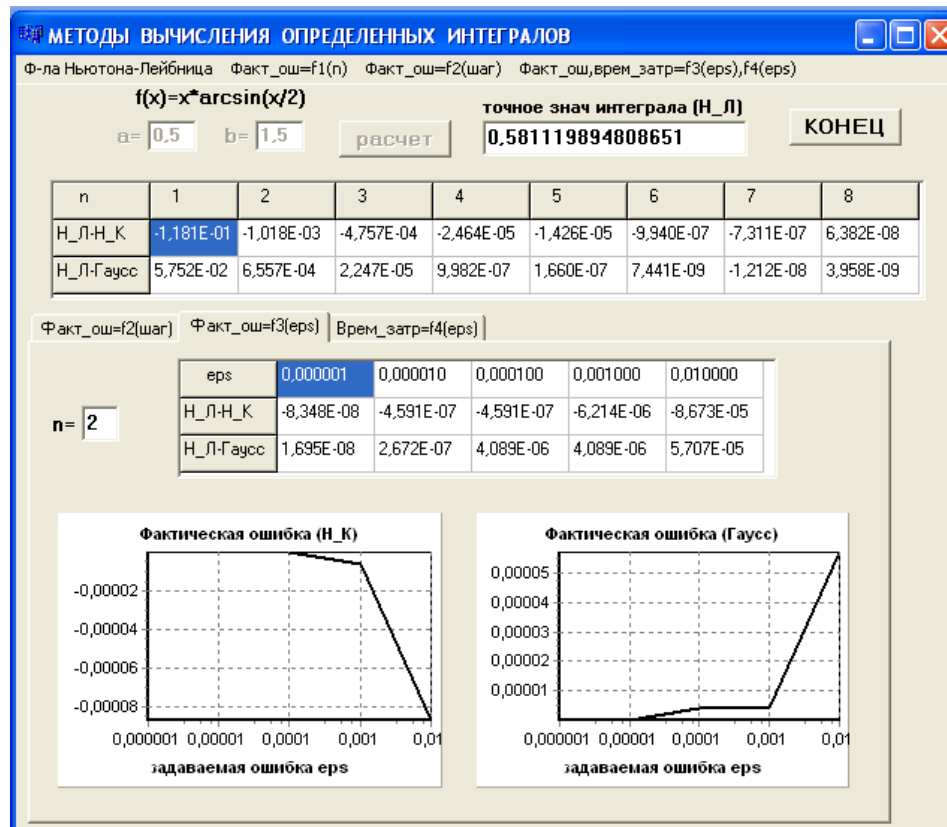 МЕТОДЫ ВЫЧИСЛЕНИЯ ОПРЕДЕЛЕННЫХ ИНТЕГРАЛОВ
Ф-ла Ньютона-Лейбница Факт_ош=f1(n) Факт_ош=f2(шаг) Факт_ош,врем_затр=f3(eps),f4(eps)
f(x)=x*arcsin(x/2)
точное знач интеграла (Н_Л)
a= 0,5 b= 1,5 расчет 0,581119894808651 КОНЕЦ
n 1 2 3 4 5 6 7 8
Н_Л-Н_К -1,181E-01 -1,018E-03 -4,757E-04 -2,464E-05 -1,426E-05 -9,940E-07 -7,311E-07 6,382E-08
Н_Л-Гаусс 5,752E-02 6,557E-04 2,247E-05 9,982E-07 1,660E-07 7,441E-09 -1,212E-08 3,958E-09
Факт_ош=f2(шаг) Факт_ош=f3(eps) Врем_затр=f4(eps)
eps 0,000001 0,000010 0,000100 0,001000 0,010000
n= 2
Н_Л-Н_К -8,348E-08 -4,591E-07 -4,591E-07 -6,214E-06 -8,673E-05
Н_Л-Гаусс 1,695E-08 2,672E-07 4,089E-06 4,089E-06 5,707E-05
Фактическая ошибка (Н_К)
-0,00002
-0,00004
-0,00006
-0,00008
0,000001 0,00001 0,0001 0,001 0,01
задаваемая ошибка eps
Фактическая ошибка (Гаусс)
0,00005
0,00004
0,00003
0,00002
0,00001
0,000001 0,00001 0,0001 0,001 0,01
задаваемая ошибка eps